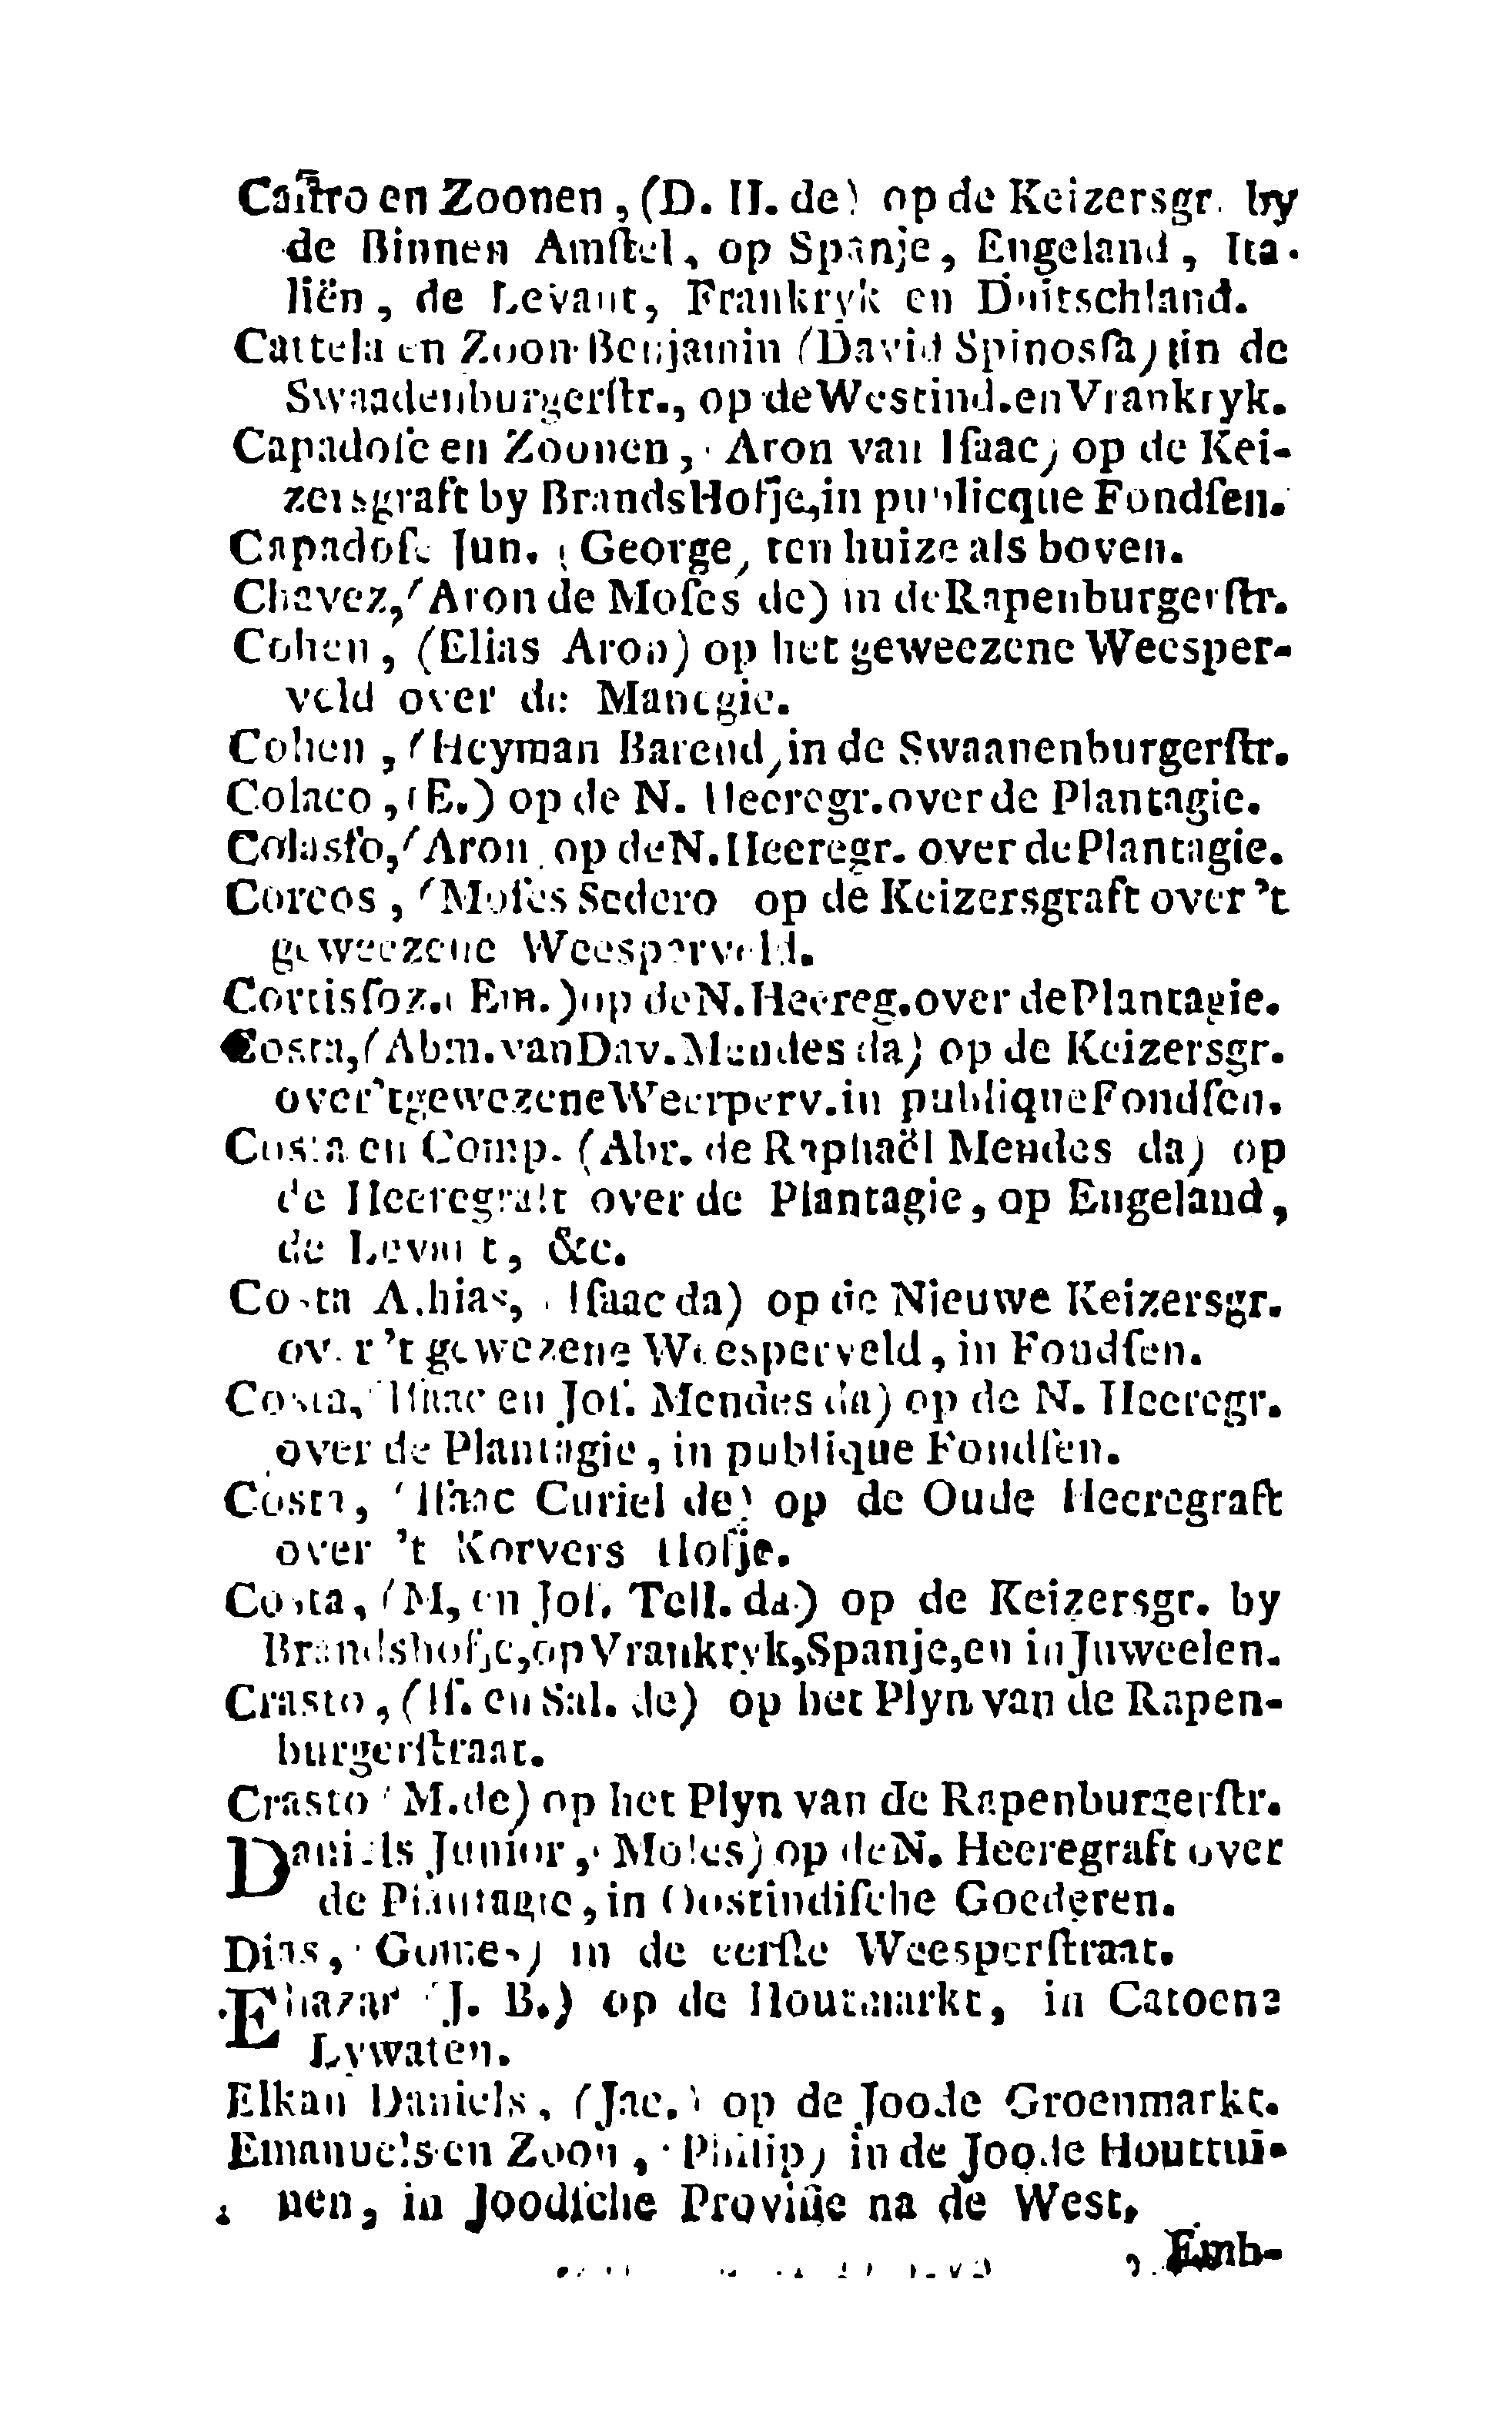 Caſtro en Zoonen, (D. H. de) op de Keizersgr. by
de Binnen Amſtel, op Spanje, Engeland, Ita-
liën, de Levant, Frankryk en Duitschland.
Cattela en Zoon Benjamin (David Spinosſa) in de
Swaadenburgerſtr., op de Westind. en Vrankryk.
Capadoſe en Zoonen, (Aron van Iſaac) op de Kei-
zersgraft by Brands Hofje, in publicque Fondſen.
Capadoſe Jun. (George) ten huize als boven.
Chavez, (Aron de Moſes de) in de Rapenburgerſtr.
Cohen, (Elias Aron) op het geweezene Weesper-
veld over de Manegie.
Cohen, (Heyman Barend) in de Swaanenburgerſtr.
Colaco, (E.) op de N. Heeregr. over de Plantagie.
Colasſo, (Aron) op de N. Heeregr. over de Plantagie.
Corcos, (Moſes Sedero op de Keizersgraft over 't
geweezene Weesperveld.
Cortisſoz. (Em.) op de N. Heereg. over de Plantagie.
Costa, (Abm. van Dav. Mendes da) op de Keizersgr.
over 't gewezene Weerperv. in publique Fondſen.
Costa en Comp. (Abr. de Raphaël Mendes da) op
de Heeregraft over de Plantagie, op Engeland,
de Levant, &c.
Costa Athias, (Iſaac da) op de Nieuwe Keizersgr.
over 't gewezene Weesperveld, in Fondſen.
Costa, (Iſaac en Joſ. Mendes da) op de N. Heeregr.
over de Plantagie, in publique Fondſen.
Costa, (Iſaac Curiel de) op de Oude Heeregraft
over 't Korvers Hofje.
Costa, (M, en Joſ. Tell. da) op de Keizersgr. by
Brandshofje, op Vrankryk, Spanje, en in Juweelen.
Crasto, (Iſ. en Sal. de) op het Plyn van de Rapen-
burgerſtraat.
Crasto (M. de) op het Plyn van de Rapenburgerſtr.
Daniels Junior, (Moſes) op de N. Heeregraft over
de Plantagie, in Oostindiſche Goederen.
Dias, (Gomes) in de eerſte Weesperſtraat.
Eliazar (J. B.) op de Houtmarkt, in Catoene
Lywaten.
Elkan Daniels, (Jac.) op de Joode Groenmarkt.
Emanuels en Zoon, (Philip) in de Joode Houttui-
nen, in Joodſche Proviſie na de West,
Emb-